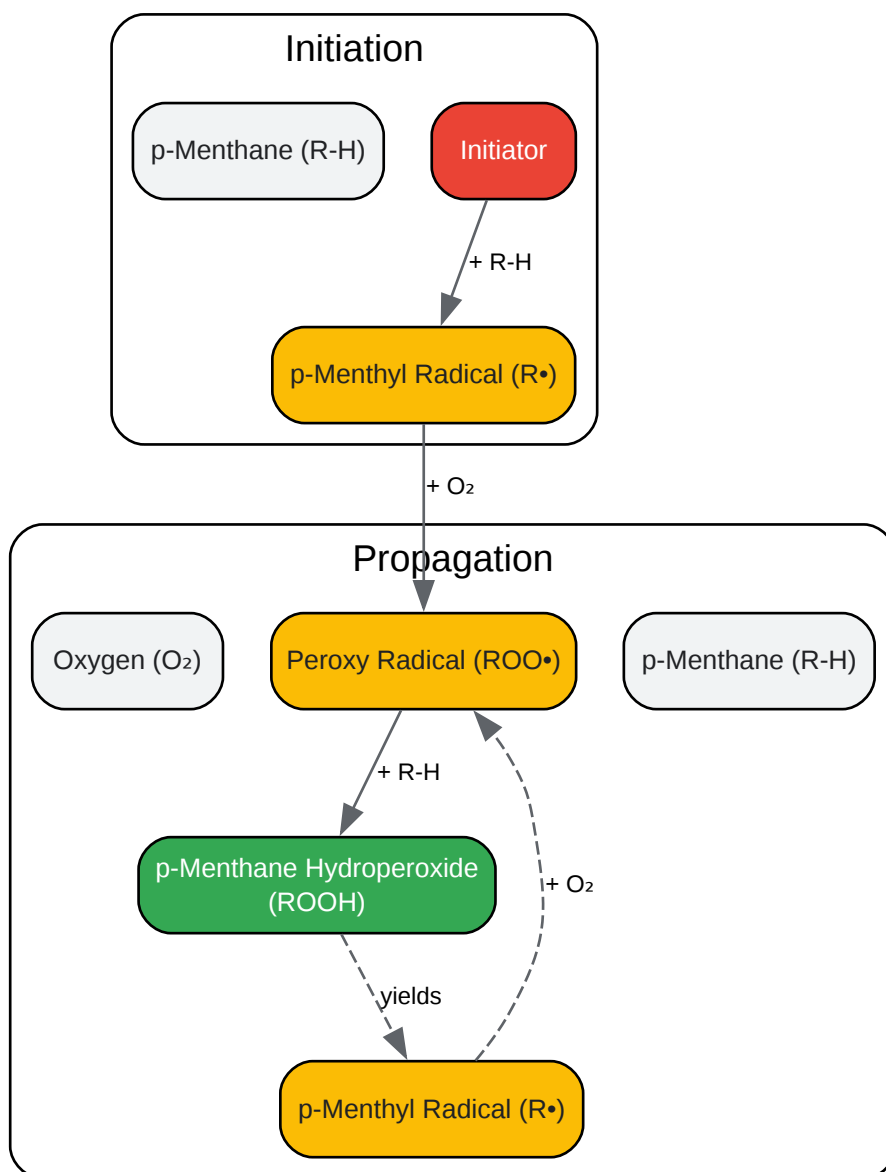 Initiation
p-Menthane (R-H)
Initiator
+ R-H
p-Menthyl Radical (R•)
+ O₂
Propagation
Oxygen (O₂)
Peroxy Radical (ROO•)
p-Menthane (R-H)
+ R-H
p-Menthane Hydroperoxide
(ROOH)
+ O₂
yields
p-Menthyl Radical (R•)